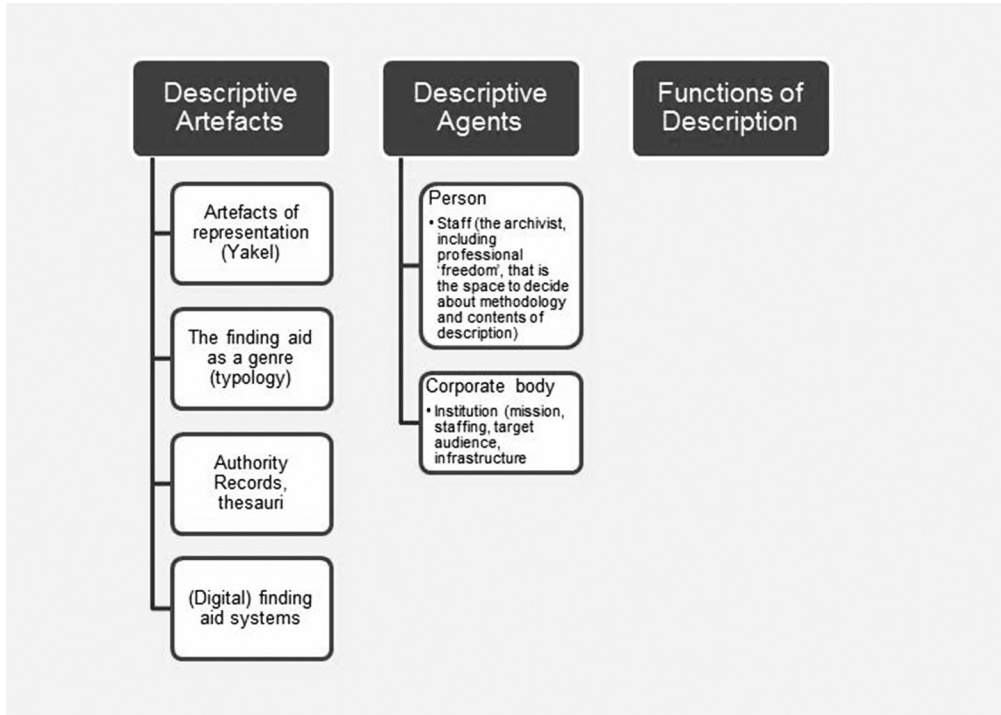 Descriptive
Artefacts
Artefacts of
representation
(Yakel)
The finding aid
as a genre
(typology)
Authority
Records,
thesauri
(Digital) finding
aid systems
Descriptive
Agents
Person
• Staff (the archivist,
including
professional
‘freedom’, that is
the space to decide
about methodology
and contents of
description)
Corporate body
• Institution (mission,
staffing, target
audience,
infrastructure
Functions of
Description